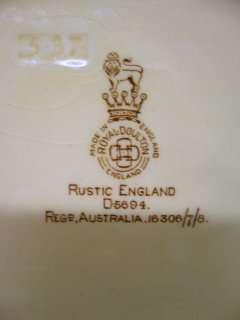 MADE IN ENGLAND
ROYAL DOULTON
ENGLAND
RUSTIC ENGLAND
D5694.
REGD, AUSTRALIA, 16306/7/8.